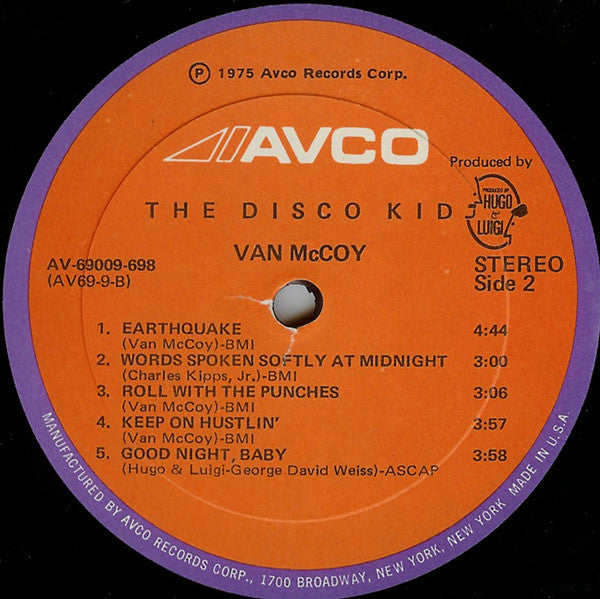 ℗ 1975 Avco Records Corp.
AVCO
Produced by
PRODUCED BY
HUGO
&
LUIGI
THE DISCO KID
VAN McCOY
AV-69009-698
(AV69-9-B)
STEREO
Side 2
1. EARTHQUAKE 4:44
(Van McCoy)-BMI
2. WORDS SPOKEN SOFTLY AT MIDNIGHT 3:00
(Charles Kipps, Jr.)-BMI
3. ROLL WITH THE PUNCHES 3:06
(Van McCoy)-BMI
4. KEEP ON HUSTLIN' 3:57
(Van McCoy)-BMI
5. GOOD NIGHT, BABY 3:58
(Hugo & Luigi-George David Weiss)-ASCAP
MANUFACTURED BY AVCO RECORDS CORP., 1700 BROADWAY, NEW YORK, NEW YORK MADE IN U.S.A.